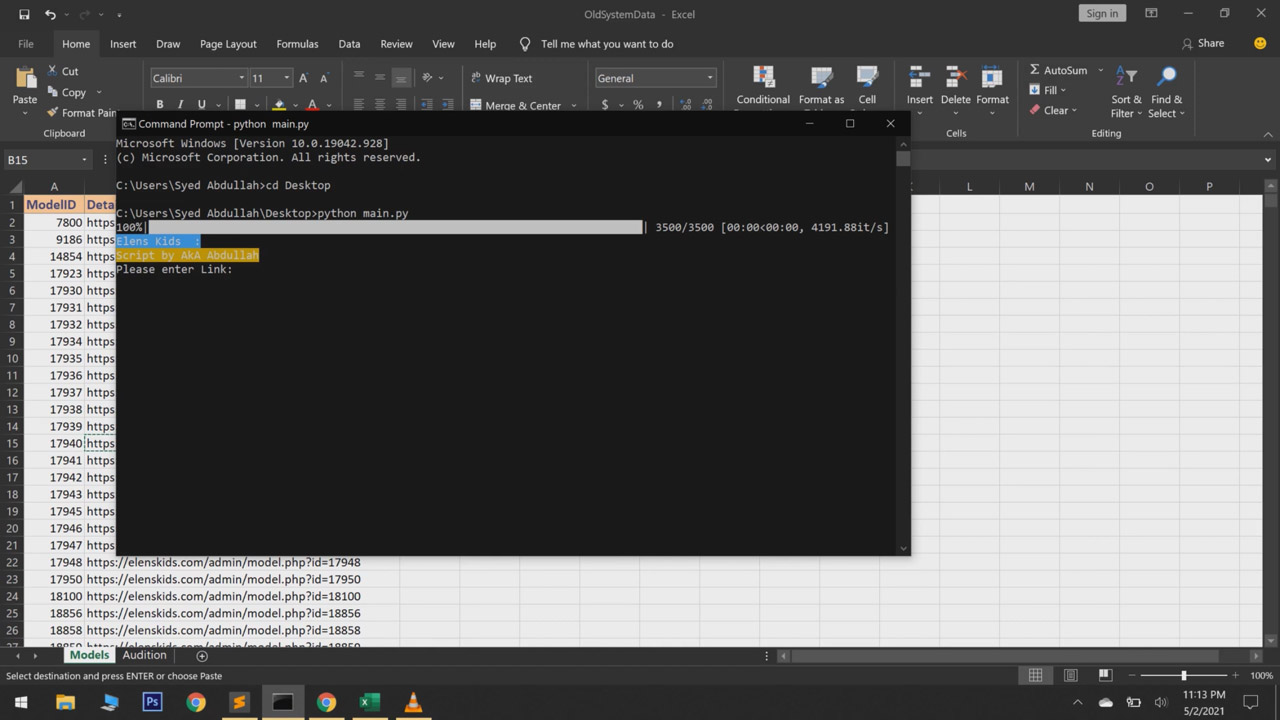 OldSystemData - Excel
Sign in
File Home Insert Draw Page Layout Formulas Data Review View Help Tell me what you want to do Share
Paste
Cut
Copy
Format Pain
Clipboard
Calibri 11
B I U A
Wrap Text
Merge & Center
General
$ % ,
Conditional
Format as
Cell
Insert Delete Format
Cells
AutoSum
Fill
Clear
Sort & Filter
Find & Select
Editing
B15
Command Prompt - python main.py
Microsoft Windows [Version 10.0.19042.928]
(c) Microsoft Corporation. All rights reserved.
C:\Users\Syed Abdullah>cd Desktop
C:\Users\Syed Abdullah\Desktop>python main.py
100%| | 3500/3500 [00:00<00:00, 4191.88it/s]
Elens Kids :
Script by AkA Abdullah
Please enter Link:
A L M N O P
1 ModelID Deta
2 7800 https
3 9186 https
4 14854 https
5 17923 https
6 17930 https
7 17931 https
8 17932 https
9 17934 https
10 17935 https
11 17936 https
12 17937 https
13 17938 https
14 17939 https
15 17940 https
16 17941 https
17 17942 https
18 17943 https
19 17945 https
20 17946 https
21 17947 https
22 17948 https://elenskids.com/admin/model.php?id=17948
23 17950 https://elenskids.com/admin/model.php?id=17950
24 18100 https://elenskids.com/admin/model.php?id=18100
25 18856 https://elenskids.com/admin/model.php?id=18856
26 18858 https://elenskids.com/admin/model.php?id=18858
Models Audition
Select destination and press ENTER or choose Paste
100%
Ps
11:13 PM
5/2/2021